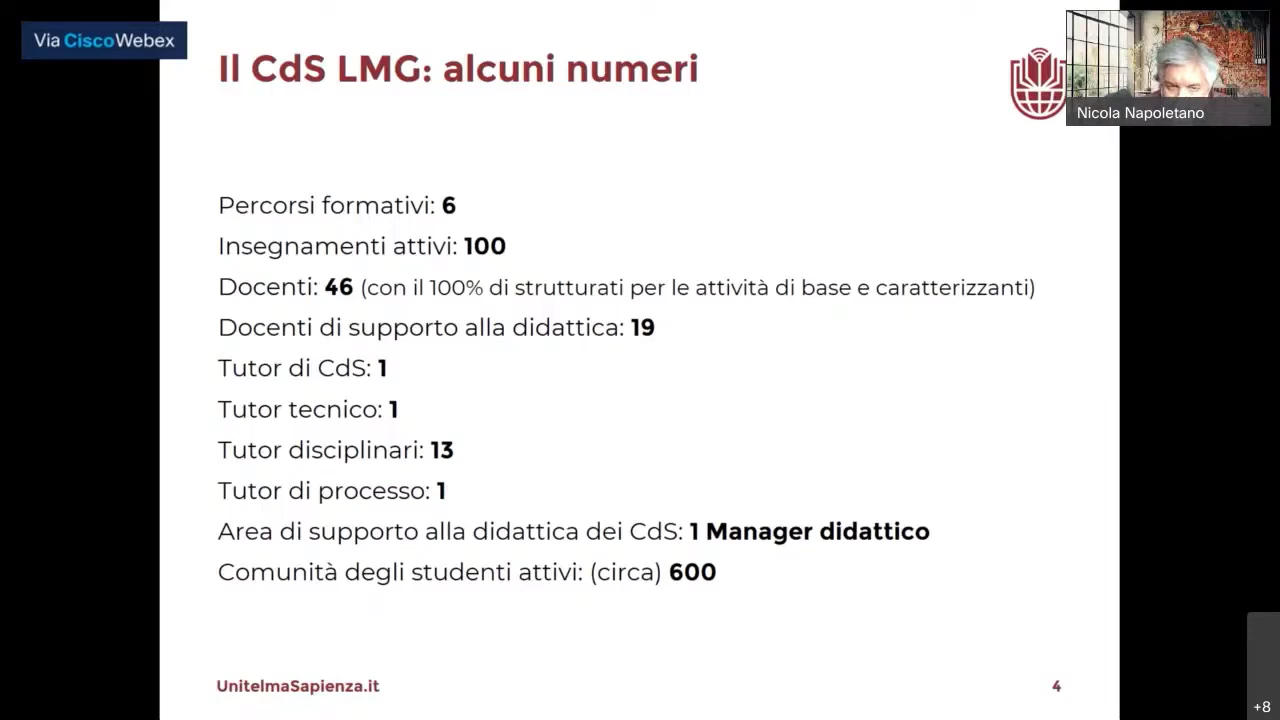 Via CiscoWebex
Il CdS LMG: alcuni numeri
Nicola Napoletano
Percorsi formativi: 6
Insegnamenti attivi: 100
Docenti: 46 (con il 100% di strutturati per le attività di base e caratterizzanti)
Docenti di supporto alla didattica: 19
Tutor di CdS: 1
Tutor tecnico: 1
Tutor disciplinari: 13
Tutor di processo: 1
Area di supporto alla didattica dei CdS: 1 Manager didattico
Comunità degli studenti attivi: (circa) 600
UnitelmaSapienza.it
4
+8